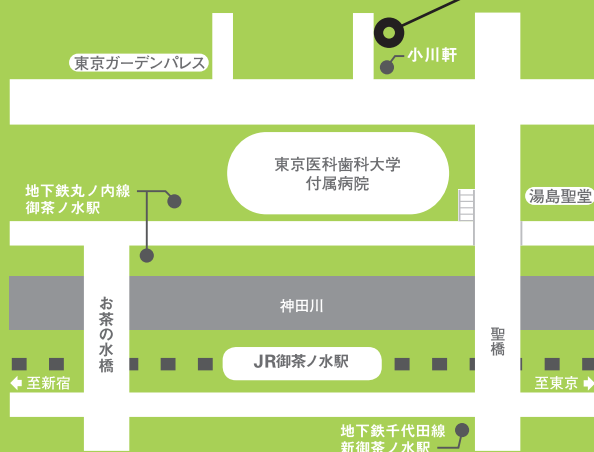 小川軒
東京ガーデンパレス
東京医科歯科大学
付属病院
地下鉄丸ノ内線
御茶ノ水駅
湯島聖堂
神田川
お茶の水橋
聖橋
JR御茶ノ水駅
至新宿
至東京
地下鉄千代田線
新御茶ノ水駅